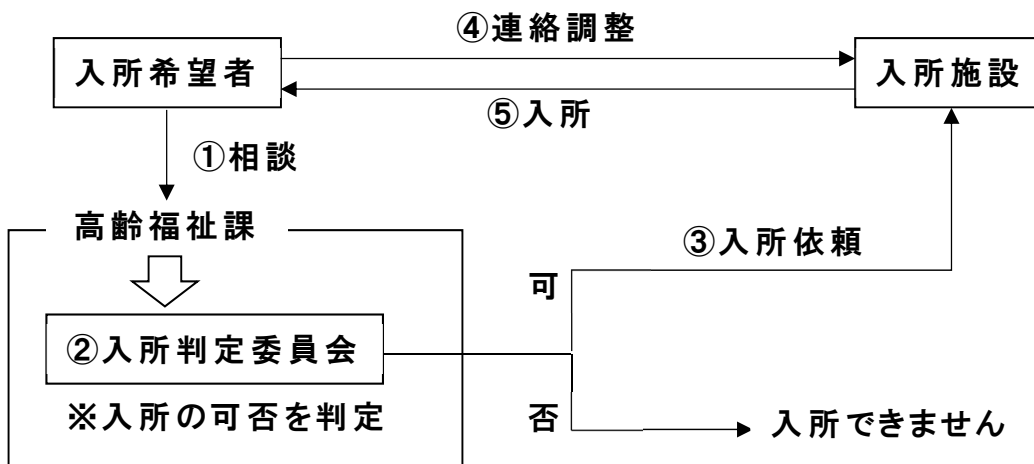 ④連絡調整
入所希望者
入所施設
⑤入所
①相談
高齢福祉課
③入所依頼
可
②入所判定委員会
※入所の可否を判定
否
入所できません